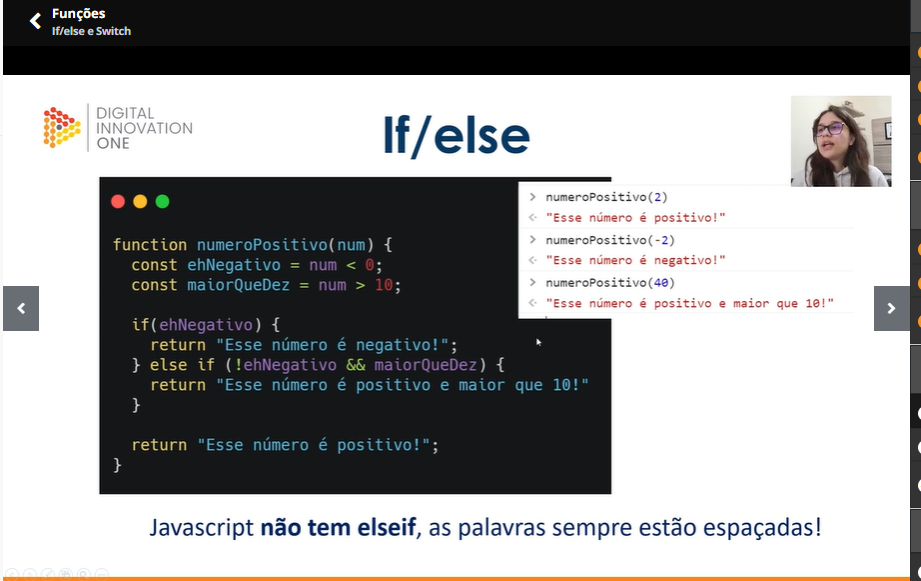 Funções
If/else e Switch
DIGITAL
INNOVATION
ONE
If/else
function numeroPositivo(num) {
const ehNegativo = num < 0;
const maiorQueDez = num > 10;
if(ehNegativo) {
return "Esse número é negativo!";
} else if (!ehNegativo && maiorQueDez) {
return "Esse número é positivo e maior que 10!"
}
return "Esse número é positivo!";
}
> numeroPositivo(2)
"Esse número é positivo!"
> numeroPositivo(-2)
"Esse número é negativo!"
> numeroPositivo(40)
"Esse número é positivo e maior que 10!"
Javascript não tem elseif, as palavras sempre estão espaçadas!